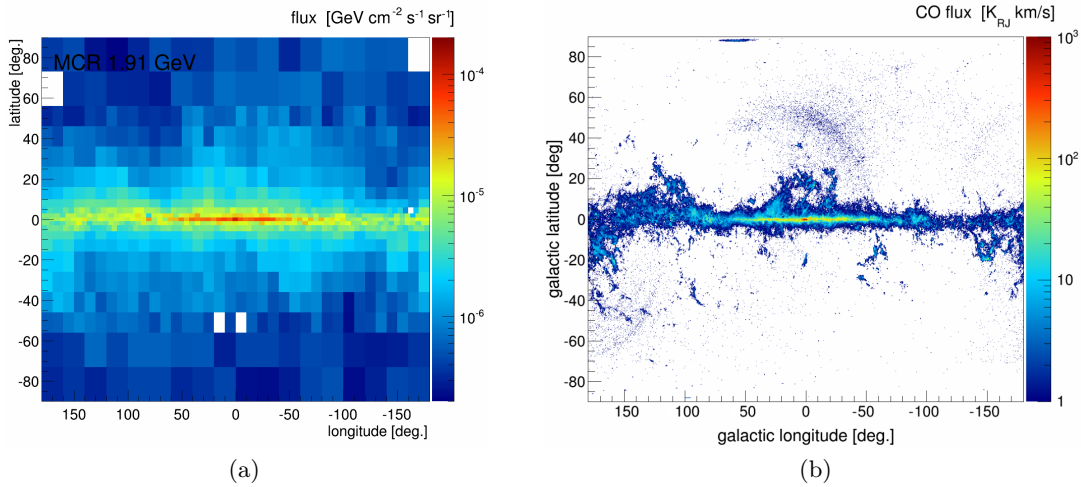 flux [GeV cm⁻² s⁻¹ sr⁻¹]
MCR 1.91 GeV
latitude [deg.]
80
60
40
20
0
-20
-40
-60
-80
150 100 50 0 -50 -100 -150
longitude [deg.]
10⁻⁴
10⁻⁵
10⁻⁶
(a)
CO flux [K_RJ km/s]
galactic latitude [deg]
80
60
40
20
0
-20
-40
-60
-80
150 100 50 0 -50 -100 -150
galactic longitude [deg.]
10³
10²
10
1
(b)